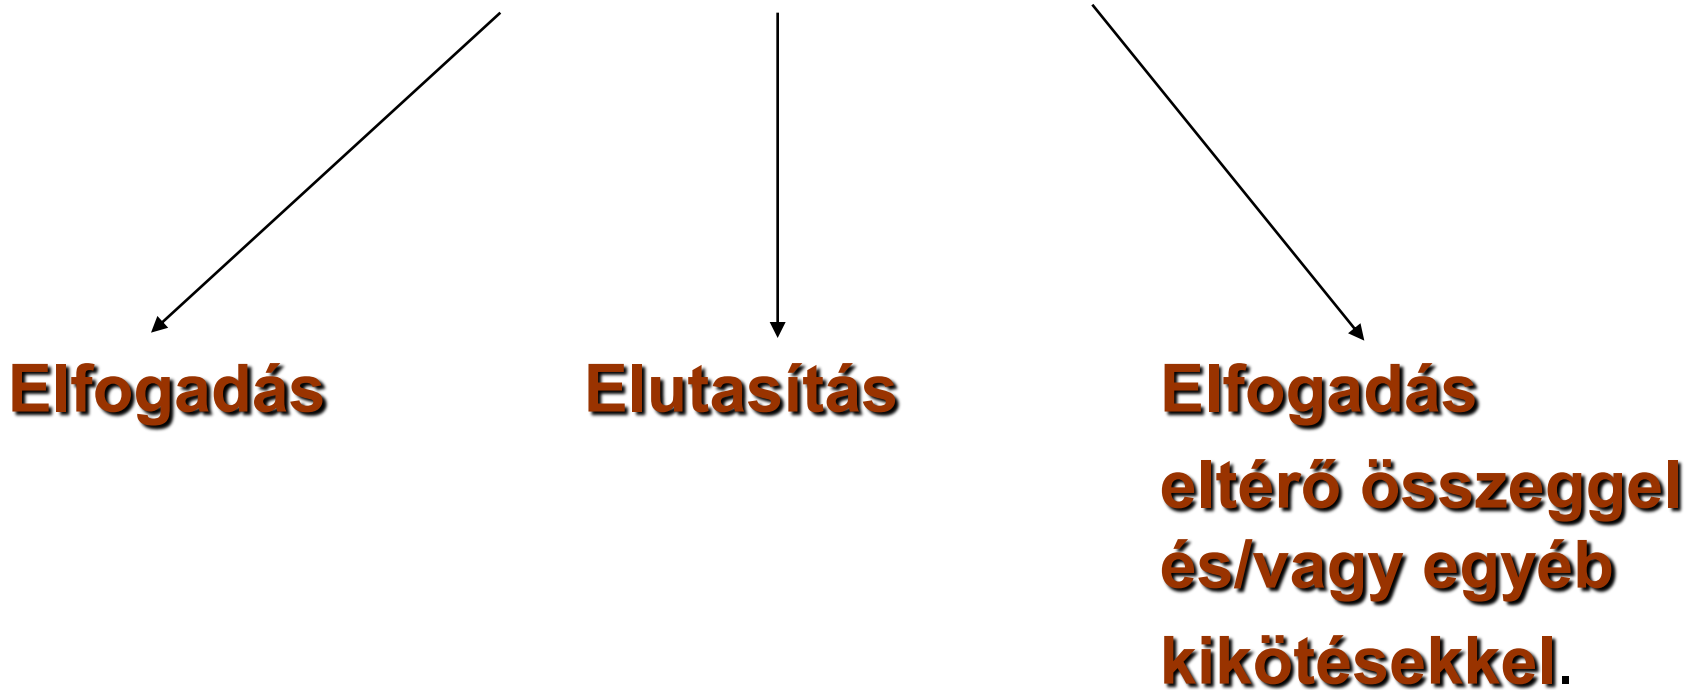 Elfogadás
Elutasítás
Elfogadás
eltérő összeggel
és/vagy egyéb
kikötésekkel.